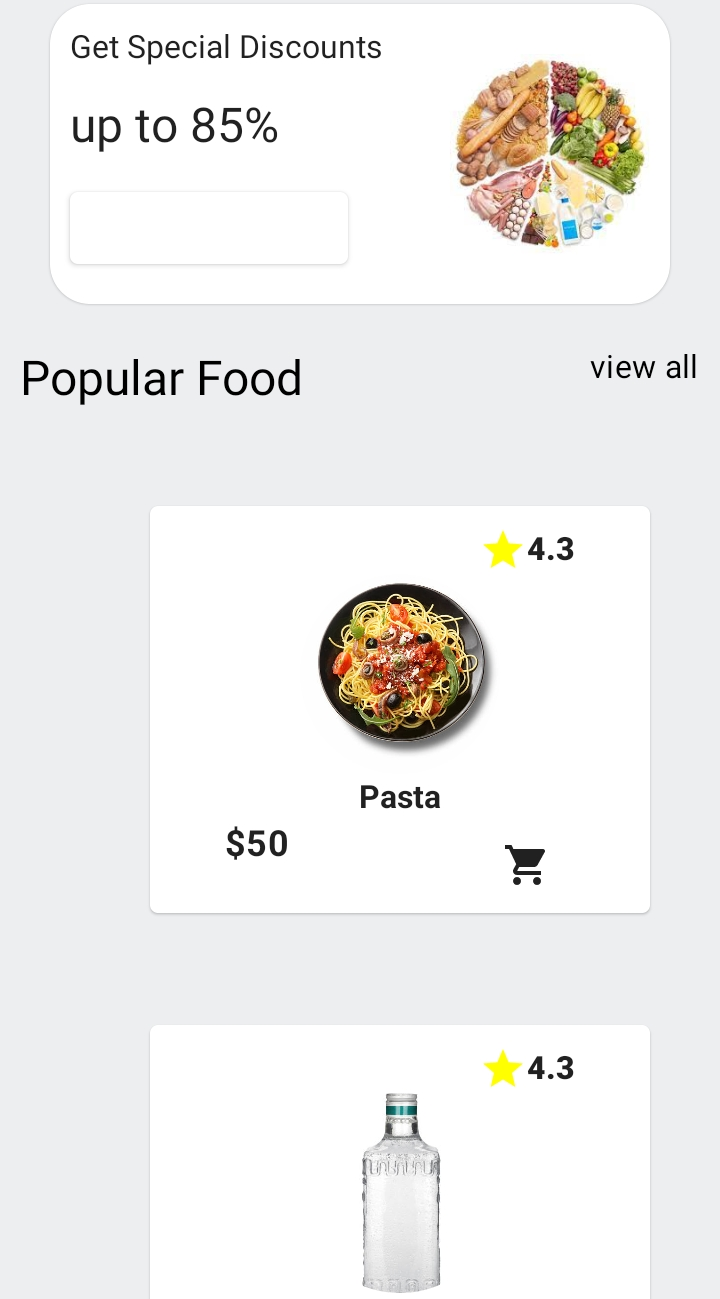 Get Special Discounts
up to 85%
Popular Food
view all
4.3
Pasta
$50
4.3